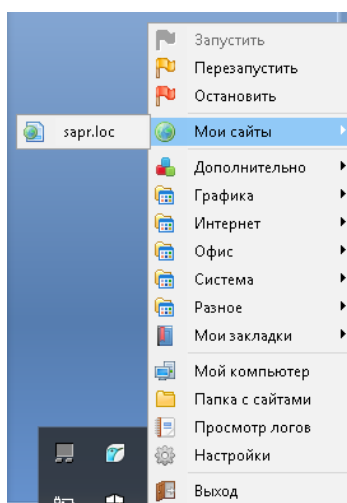 Запустить
Перезапустить
Остановить
sapr.loc
Мои сайты
Дополнительно
Графика
Интернет
Офис
Система
Разное
Мои закладки
Мой компьютер
Папка с сайтами
Просмотр логов
Настройки
Выход